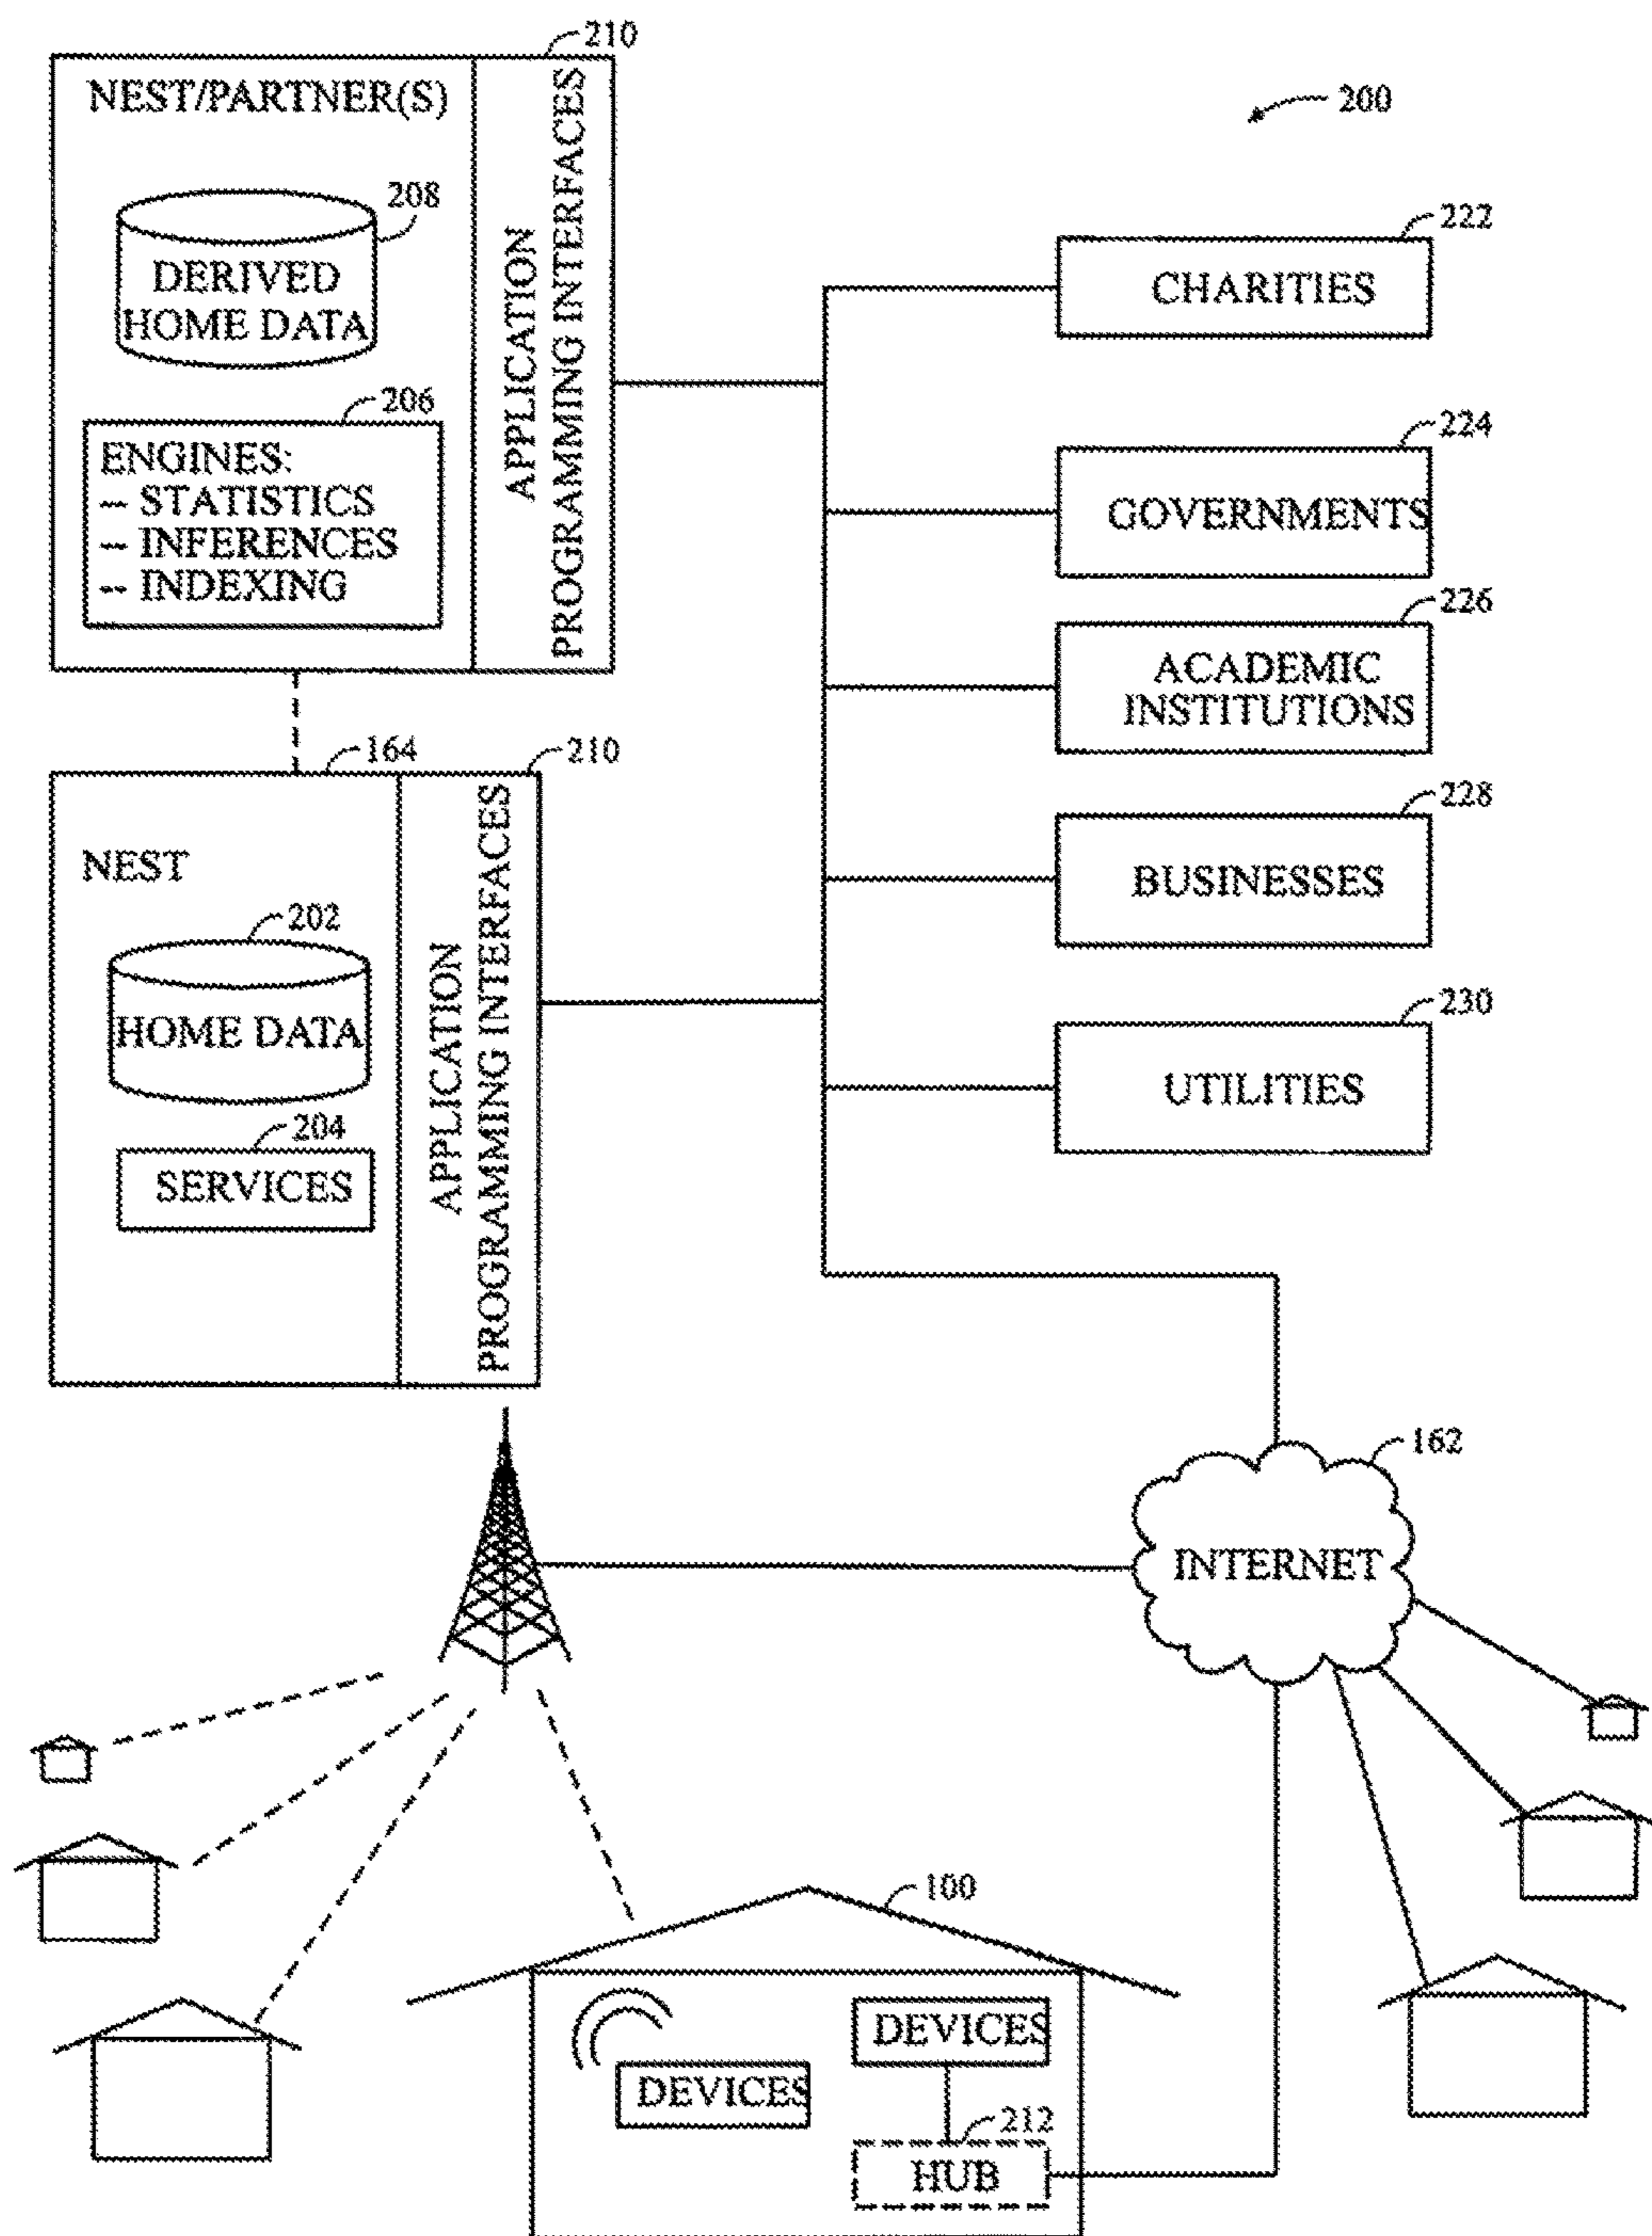 210
NEST/PARTNER(S)
200
208
DERIVED
HOME DATA
206
ENGINES:
-- STATISTICS
-- INFERENCES
-- INDEXING
APPLICATION
PROGRAMMING INTERFACES
222
CHARITIES
224
GOVERNMENTS
226
ACADEMIC
INSTITUTIONS
228
BUSINESSES
230
UTILITIES
164
210
NEST
202
HOME DATA
204
SERVICES
APPLICATION
PROGRAMMING INTERFACES
162
INTERNET
100
DEVICES
DEVICES
212
HUB